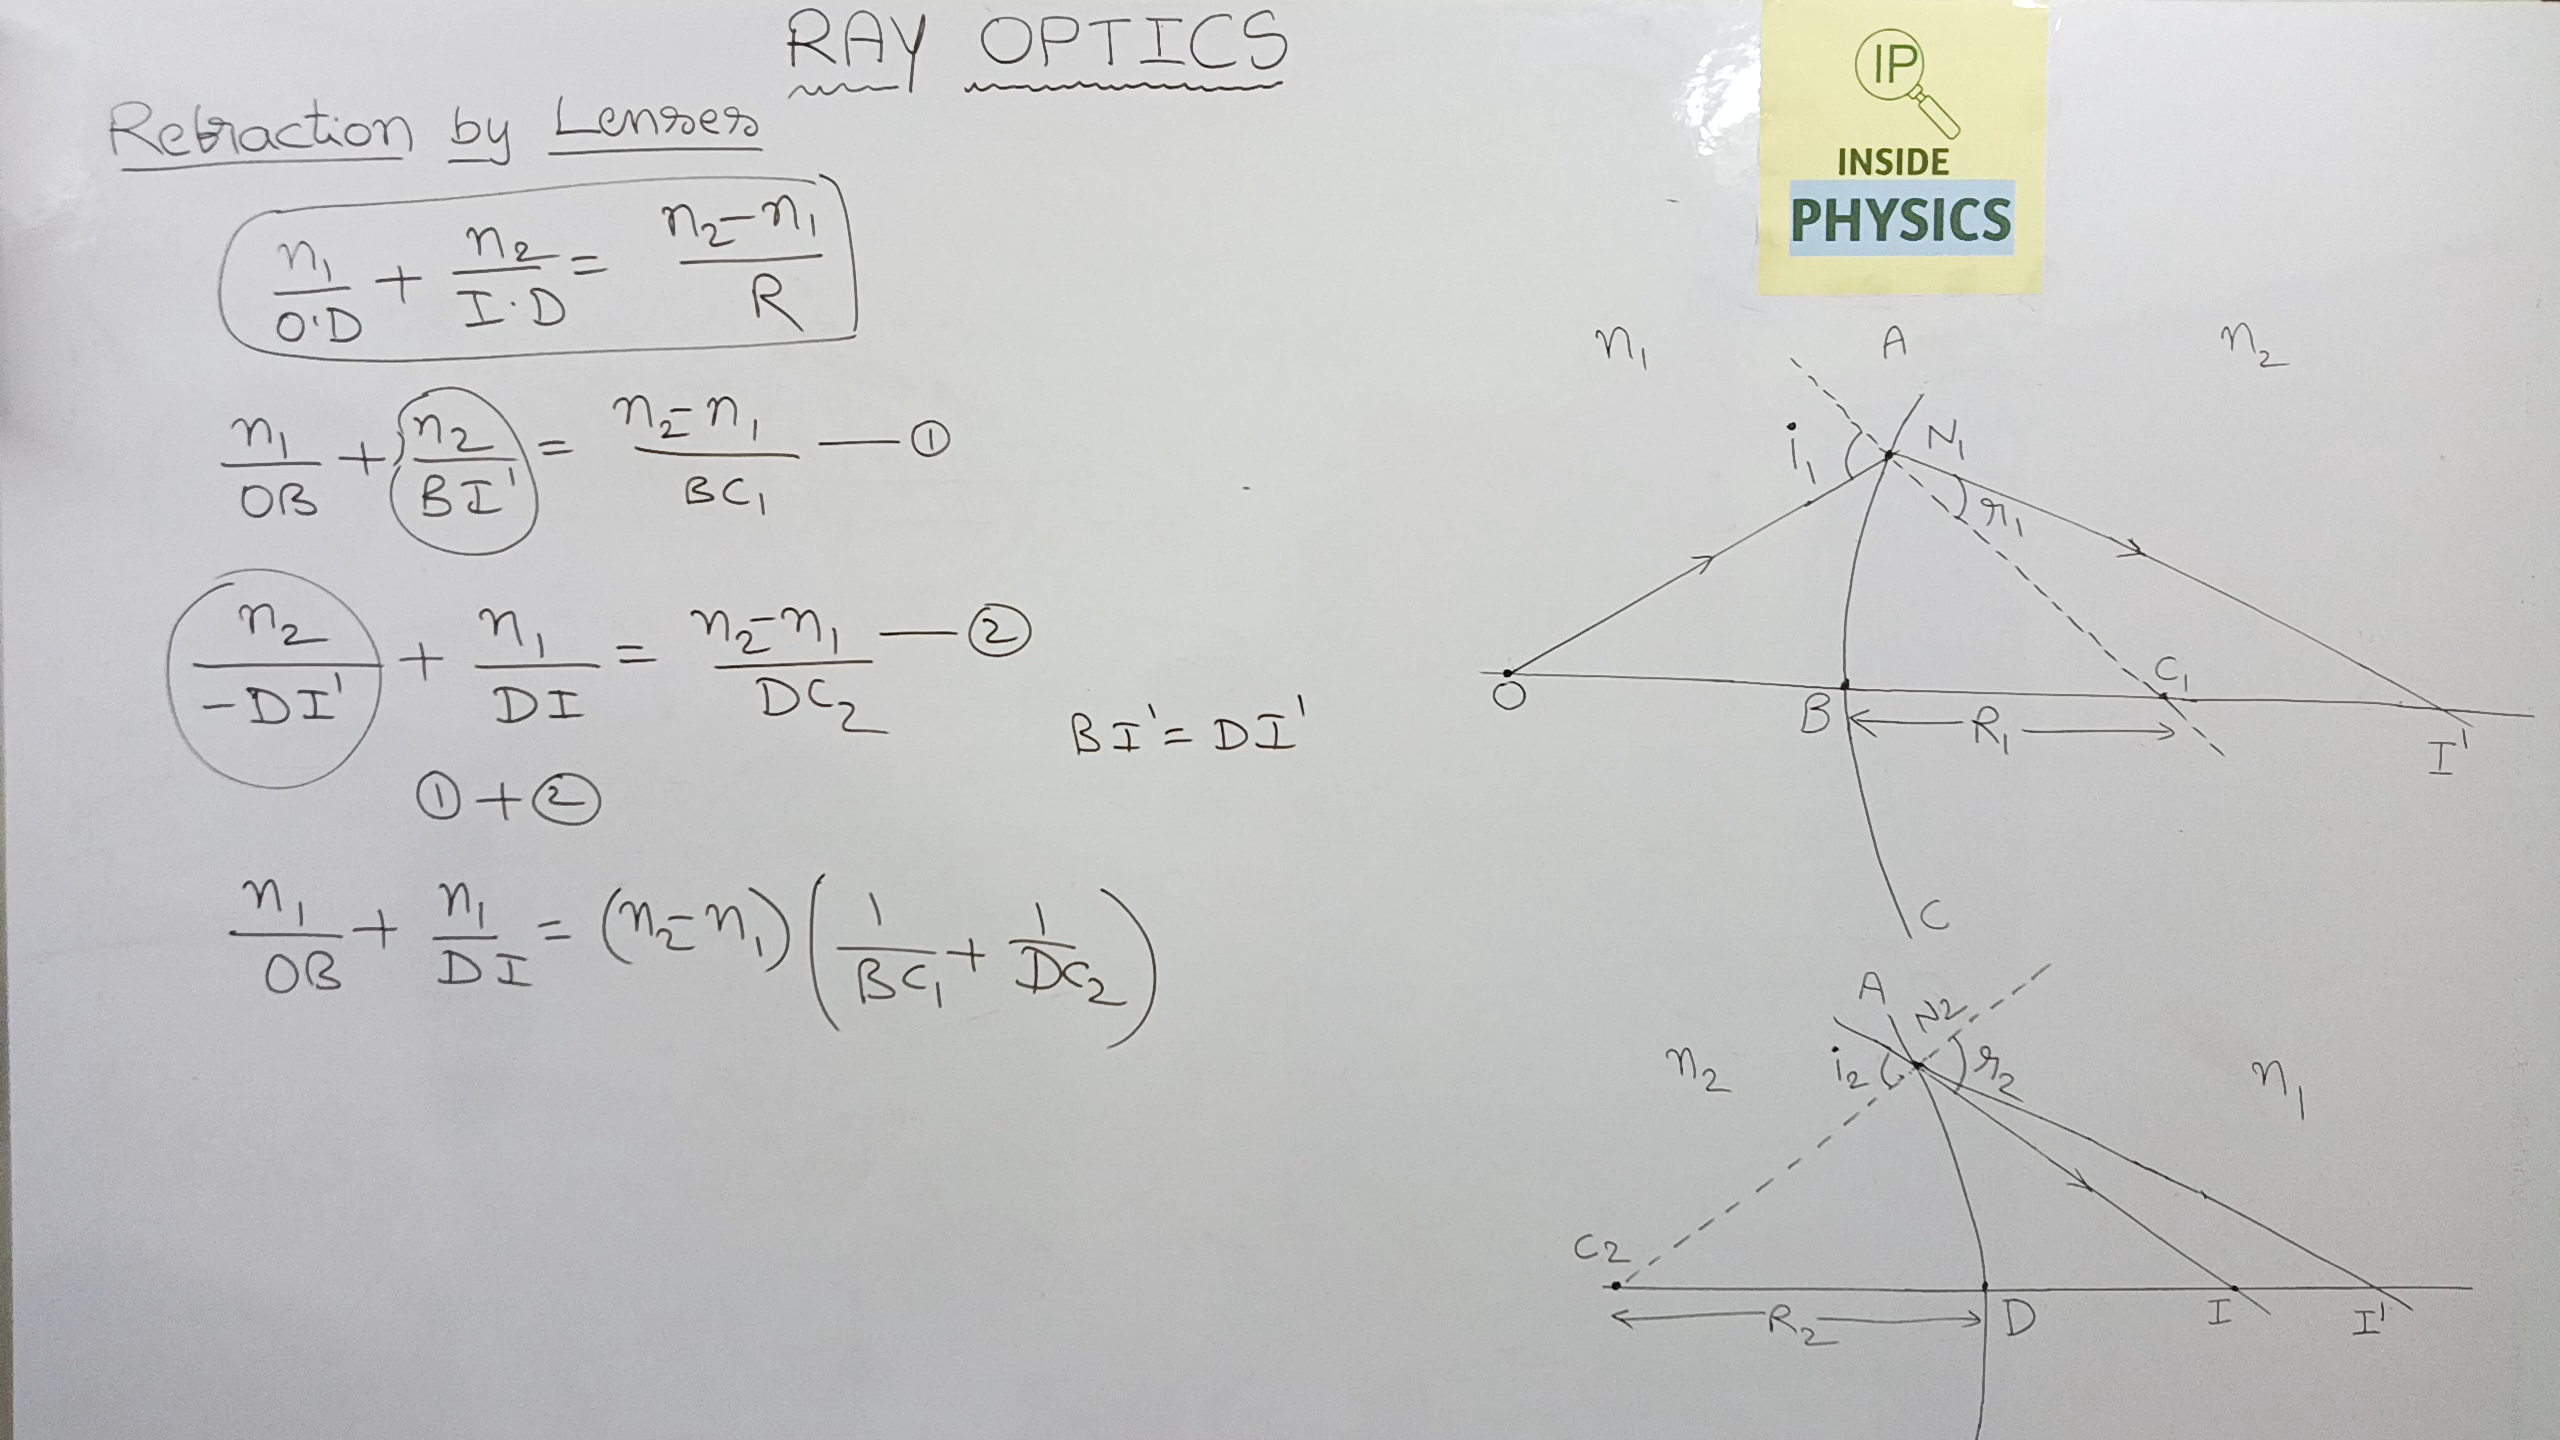 RAY OPTICS
Refraction by Lenses
n₁/O·D + n₂/I·D = n₂-n₁/R
n₁/OB + n₂/BI' = n₂-n₁/BC₁ — ①
n₂/-DI' + n₁/DI = n₂-n₁/DC₂ — ②
BI' = DI'
① + ②
n₁/OB + n₁/DI = (n₂-n₁)(1/BC₁ + 1/DC₂)
IP
INSIDE
PHYSICS
n₁ A n₂
i₁ N₁
r₁
O B C₁
R₁ I'
C
A N₂
n₂ i₂ r₂ n₁
C₂
R₂ D I I'